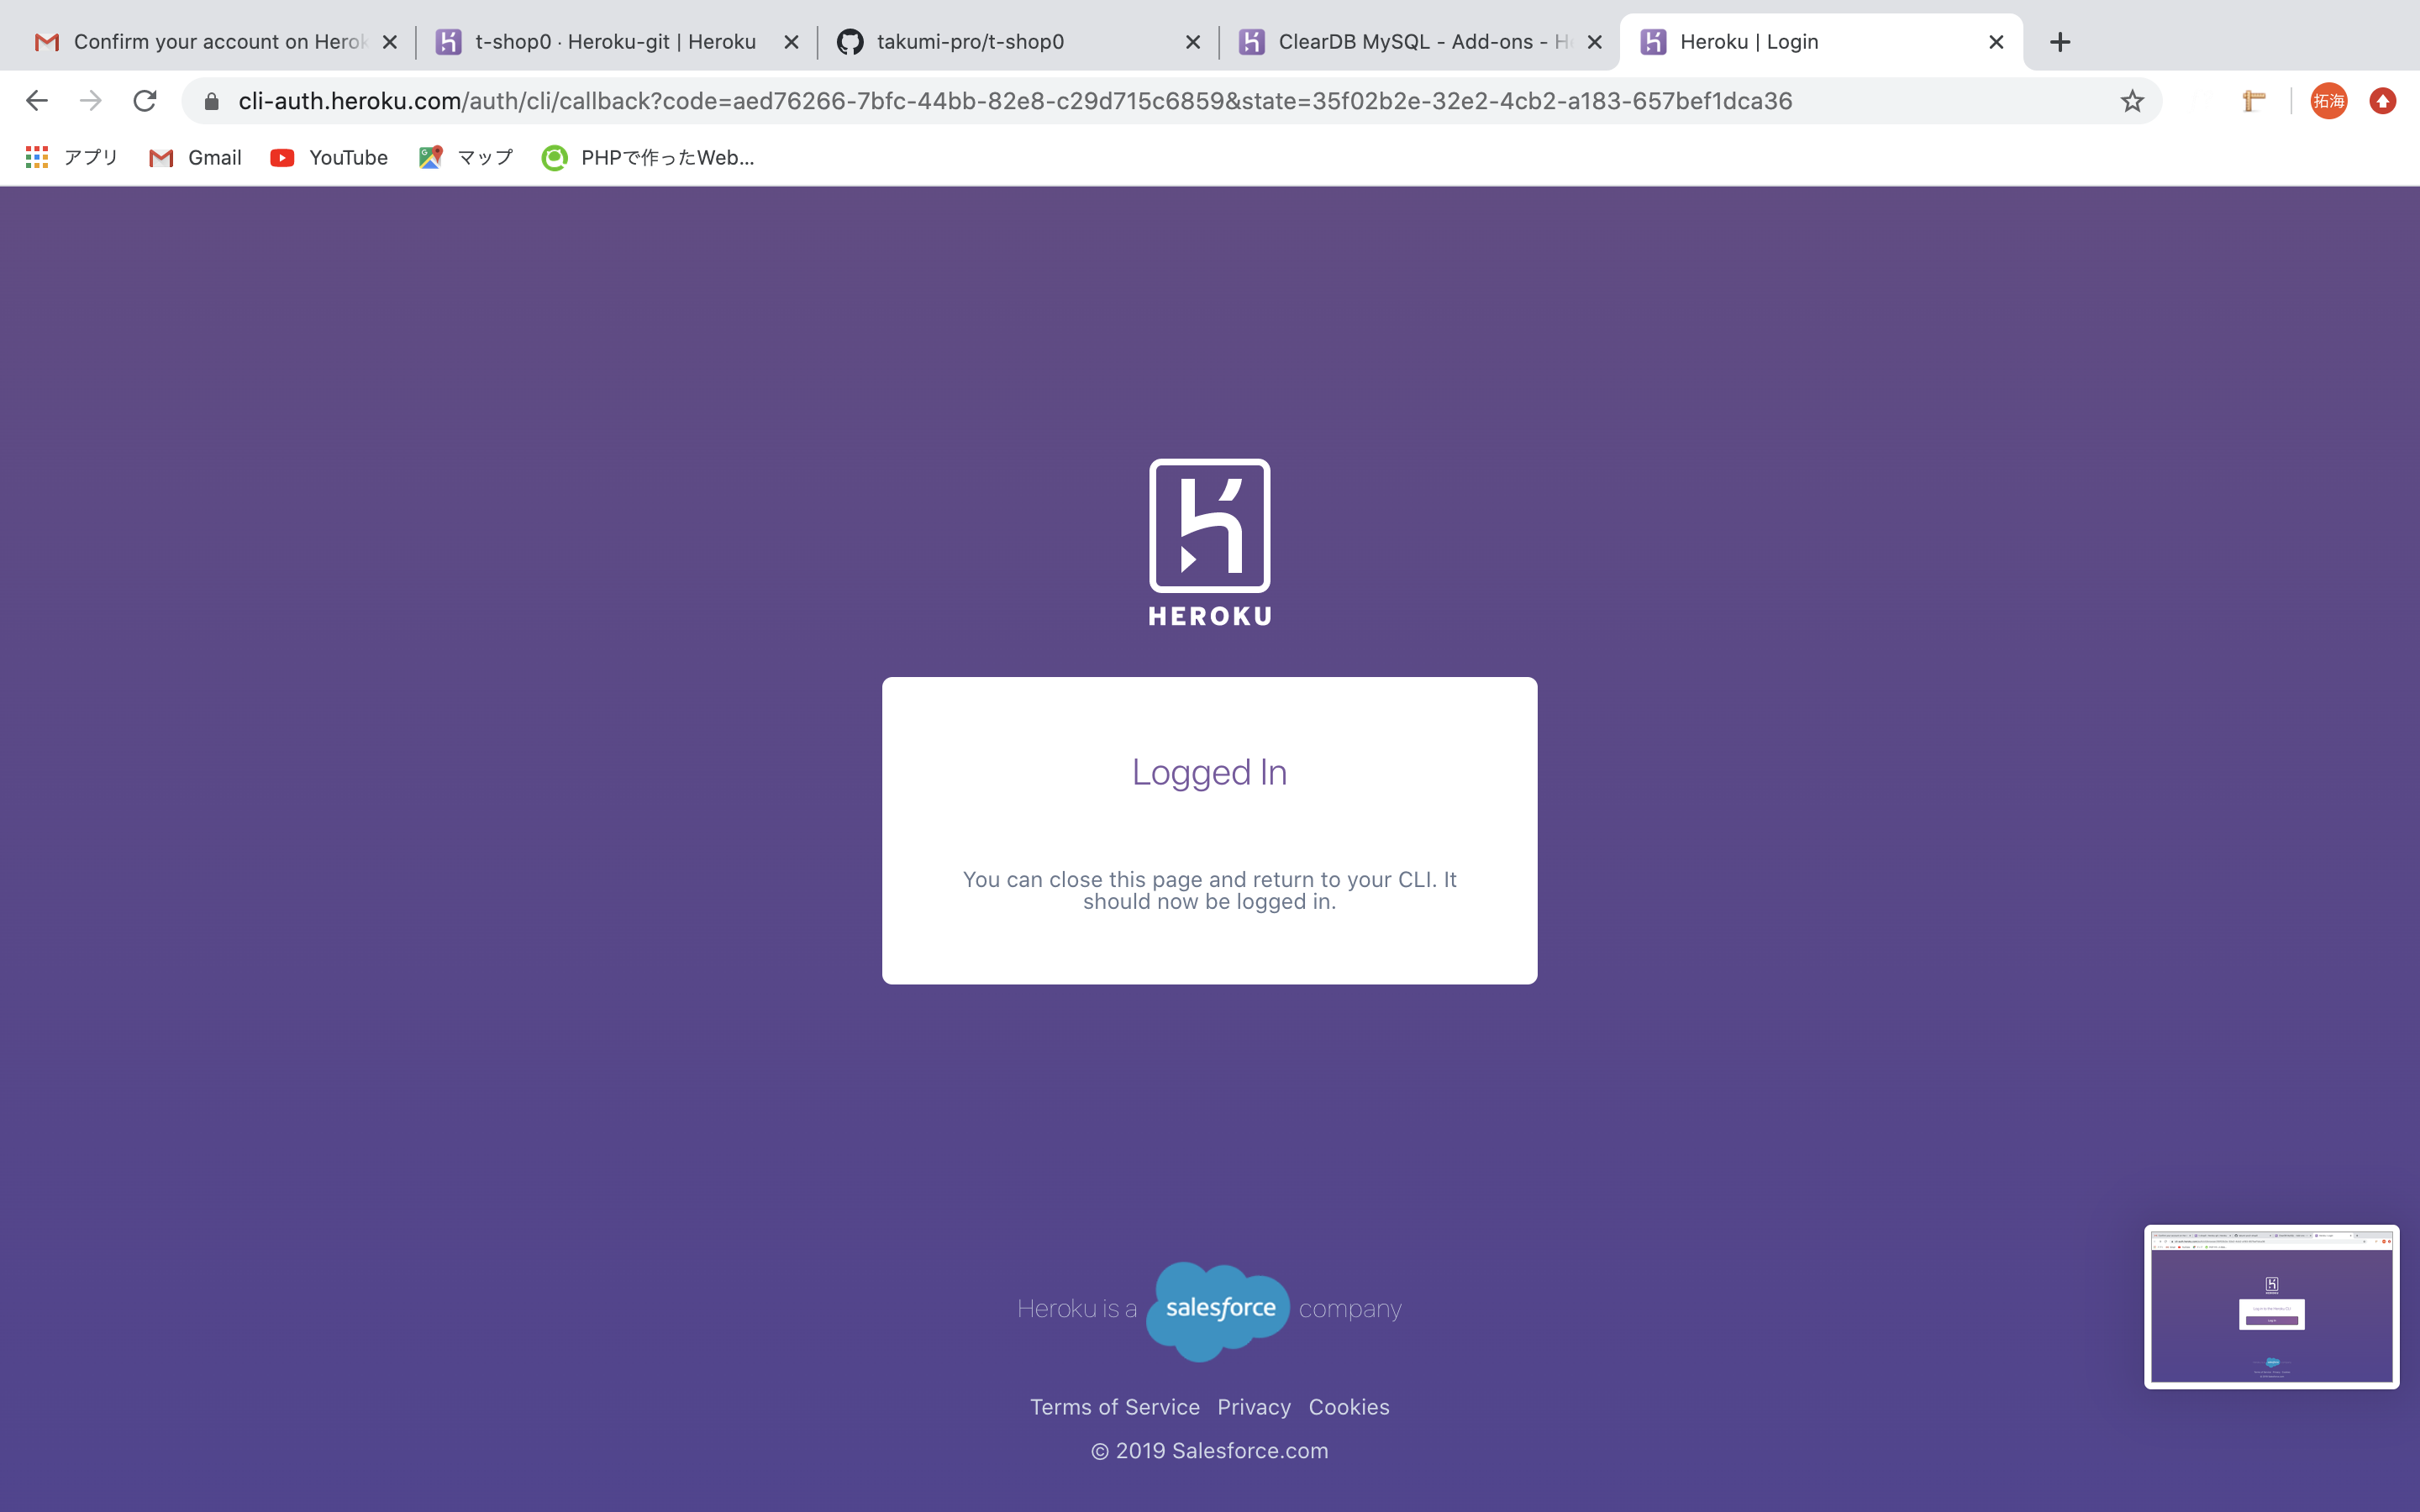 Confirm your account on Herok
t-shop0 · Heroku-git | Heroku
takumi-pro/t-shop0
ClearDB MySQL - Add-ons - H
Heroku | Login
cli-auth.heroku.com/auth/cli/callback?code=aed76266-7bfc-44bb-82e8-c29d715c6859&state=35f02b2e-32e2-4cb2-a183-657bef1dca36
拓海
アプリ
Gmail
YouTube
マップ
PHPで作ったWeb...
HEROKU
Logged In
You can close this page and return to your CLI. It
should now be logged in.
Heroku is a salesforce company
Terms of Service Privacy Cookies
© 2019 Salesforce.com